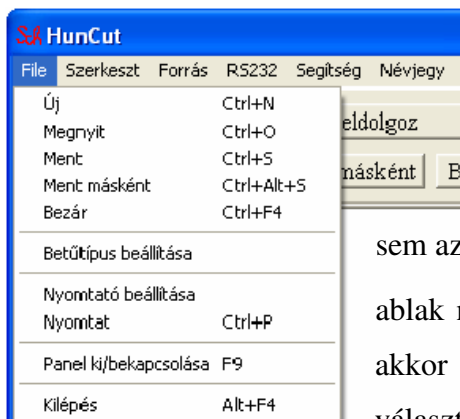 HunCut
File Szerkeszt Forrás RS232 Segítség Névjegy
Új Ctrl+N
Megnyit Ctrl+O
Ment Ctrl+S
Ment másként Ctrl+Alt+S
Bezár Ctrl+F4
Betűtípus beállítása
Nyomtató beállítása
Nyomtat Ctrl+P
Panel ki/bekapcsolása F9
Kilépés Alt+F4
eldolgoz
másként B
sem az
ablak
akkor
választ